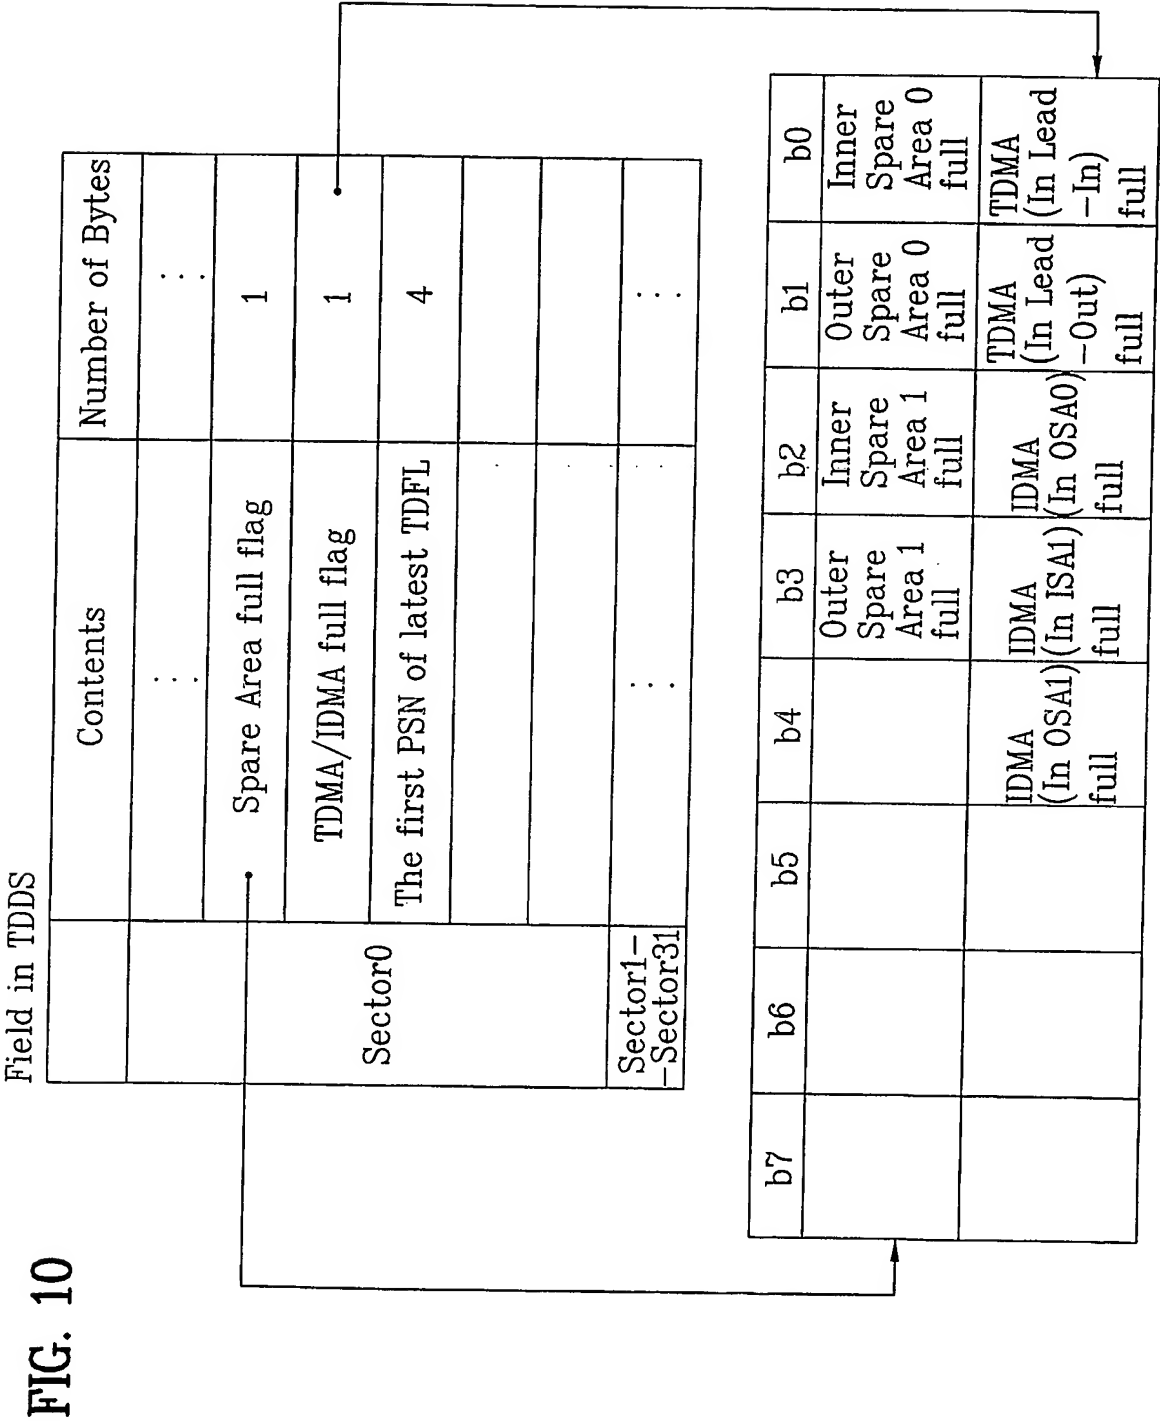 FIG. 10
Field in TDDS
Contents
Number of Bytes
...
...
Sector0
Spare Area full flag
1
TDMA/IDMA full flag
1
The first PSN of latest TDFL
4
Sector1-
-Sector31
...
...
b7
b6
b5
b4
b3
b2
b1
b0
Outer
Spare
Area 1
full
Inner
Spare
Area 1
full
Outer
Spare
Area 0
full
Inner
Spare
Area 0
full
IDMA
(In OSA1)
full
IDMA
(In ISA1)
full
IDMA
(In OSA0)
full
TDMA
(In Lead
-Out)
full
TDMA
(In Lead
-In)
full